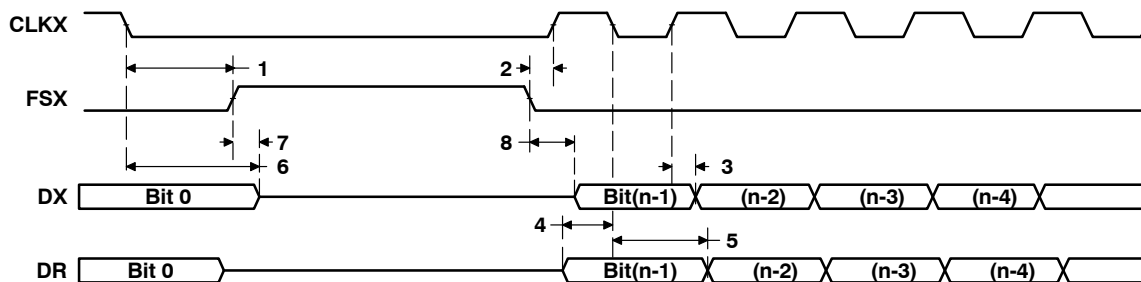 CLKX
1
2
FSX
7
8
6
3
DX
Bit 0
Bit(n-1)
(n-2)
(n-3)
(n-4)
4
5
DR
Bit 0
Bit(n-1)
(n-2)
(n-3)
(n-4)